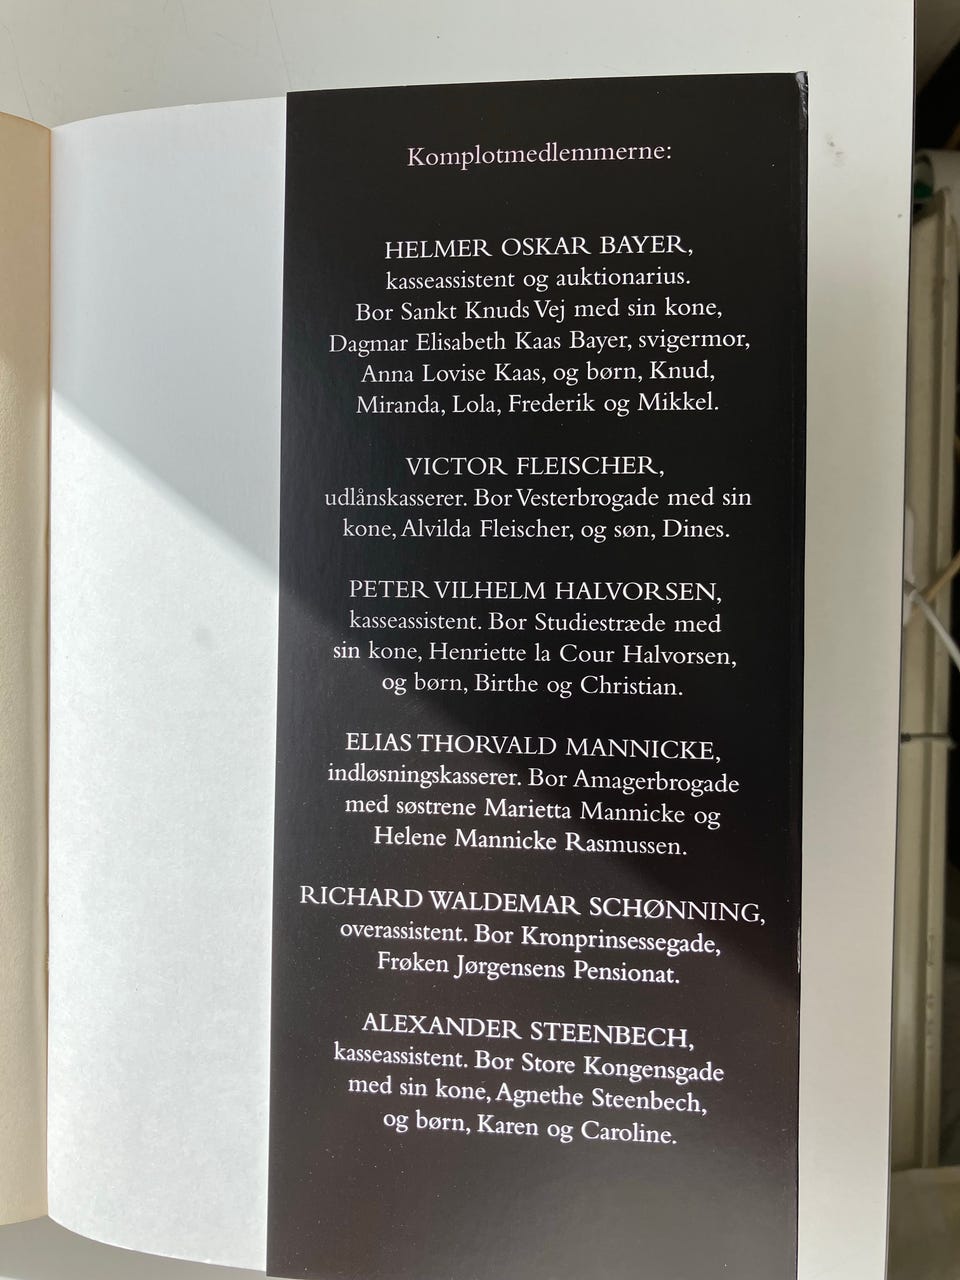 Komplotmedlemmerne:
HELMER OSKAR BAYER,
kasseassistent og auktionarius.
Bor Sankt Knuds Vej med sin kone,
Dagmar Elisabeth Kaas Bayer, svigermor,
Anna Lovise Kaas, og børn, Knud,
Miranda, Lola, Frederik og Mikkel.
VICTOR FLEISCHER,
udlånskasserer. Bor Vesterbrogade med sin
kone, Alvilda Fleischer, og søn, Dines.
PETER VILHELM HALVORSEN,
kasseassistent. Bor Studiestræde med
sin kone, Henriette la Cour Halvorsen,
og børn, Birthe og Christian.
ELIAS THORVALD MANNICKE,
indløsningskasserer. Bor Amagerbrogade
med søstrene Marietta Mannicke og
Helene Mannicke Rasmussen.
RICHARD WALDEMAR SCHØNNING,
overassistent. Bor Kronprinsessegade,
Frøken Jørgensens Pensionat.
ALEXANDER STEENBECH,
kasseassistent. Bor Store Kongensgade
med sin kone, Agnethe Steenbech,
og børn, Karen og Caroline.